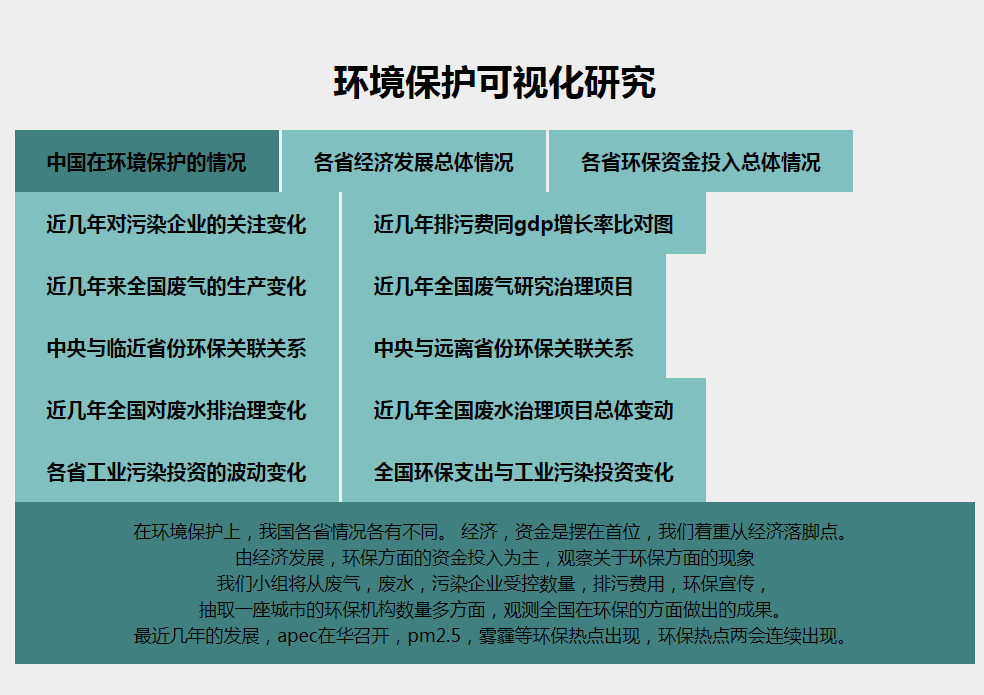 环境保护可视化研究
中国在环境保护的情况 各省经济发展总体情况 各省环保资金投入总体情况
近几年对污染企业的关注变化 近几年排污费同gdp增长率比对图
近几年来全国废气的生产变化 近几年全国废气研究治理项目
中央与临近省份环保关联关系 中央与远离省份环保关联关系
近几年全国对废水排治理变化 近几年全国废水治理项目总体变动
各省工业污染投资的波动变化 全国环保支出与工业污染投资变化
在环境保护上，我国各省情况各有不同。 经济，资金是摆在首位，我们着重从经济落脚点。
由经济发展，环保方面的资金投入为主，观察关于环保方面的现象
我们小组将从废气，废水，污染企业受控数量，排污费用，环保宣传，
抽取一座城市的环保机构数量多方面，观测全国在环保的方面做出的成果。
最近几年的发展，apec在华召开，pm2.5，雾霾等环保热点出现，环保热点两会连续出现。